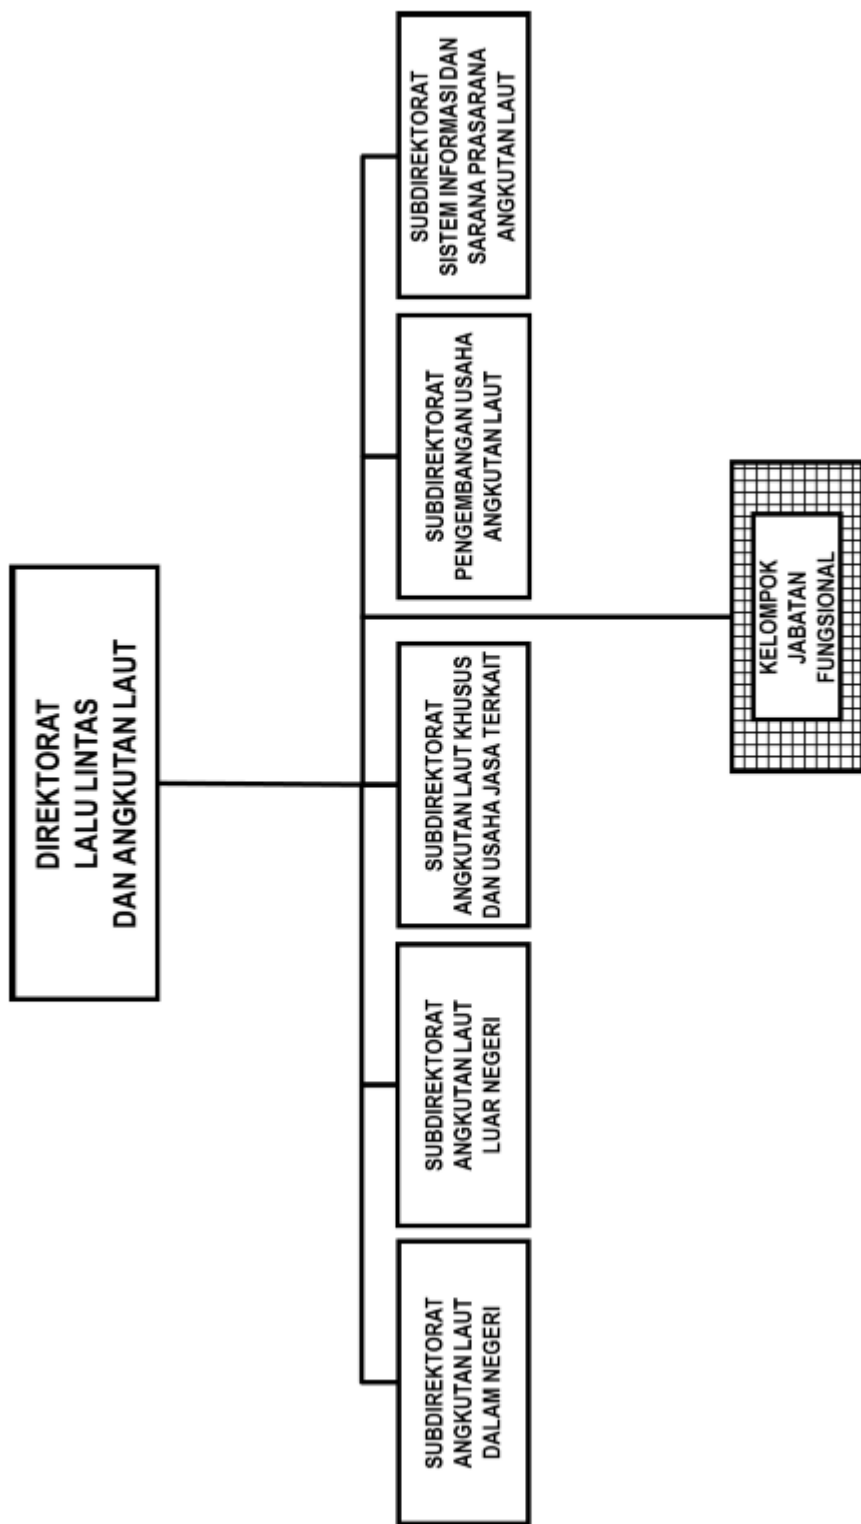 DIREKTORAT
LALU LINTAS
DAN ANGKUTAN LAUT
SUBDIREKTORAT
ANGKUTAN LAUT
DALAM NEGERI
SUBDIREKTORAT
ANGKUTAN LAUT
LUAR NEGERI
SUBDIREKTORAT
ANGKUTAN LAUT KHUSUS
DAN USAHA JASA TERKAIT
SUBDIREKTORAT
PENGEMBANGAN USAHA
ANGKUTAN LAUT
SUBDIREKTORAT
SISTEM INFORMASI DAN
SARANA PRASARANA
ANGKUTAN LAUT
KELOMPOK
JABATAN
FUNGSIONAL